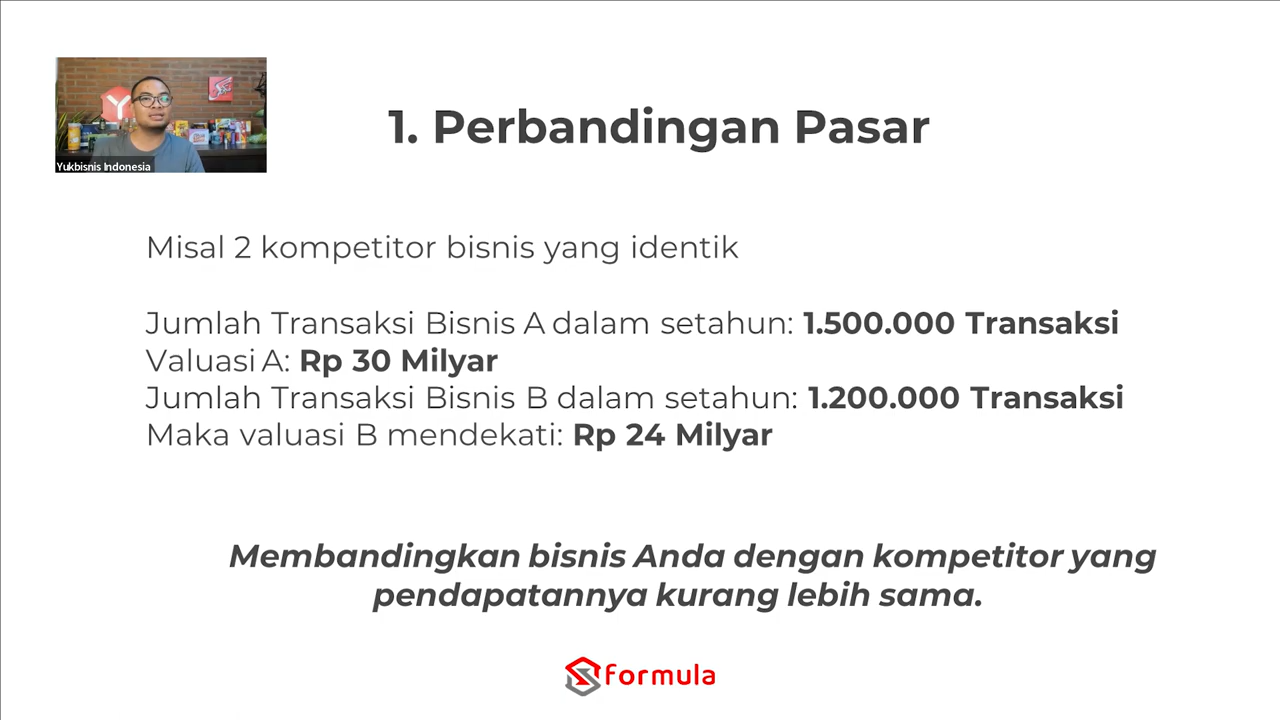 Yukbisnis Indonesia
1. Perbandingan Pasar
Misal 2 kompetitor bisnis yang identik
Jumlah Transaksi Bisnis A dalam setahun: 1.500.000 Transaksi
Valuasi A: Rp 30 Milyar
Jumlah Transaksi Bisnis B dalam setahun: 1.200.000 Transaksi
Maka valuasi B mendekati: Rp 24 Milyar
Membandingkan bisnis Anda dengan kompetitor yang
pendapatannya kurang lebih sama.
formula